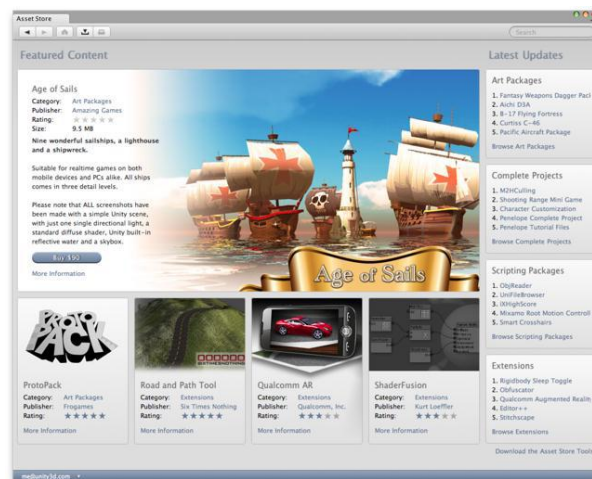 Asset Store
Search
Featured Content
Age of Sails
Category: Art Packages
Publisher: Amazing Games
Rating:
Size: 9.5 MB
Nine wonderful sailships, a lighthouse
and a shipwreck.
Suitable for realtime games on both
mobile devices and PCs alike. All ships
comes in three detail levels.
Please note that ALL screenshots have
been made with a simple Unity scene,
with just one single directional light, a
standard diffuse shader, Unity built-in
reflective water and a skybox.
Buy $90
More Information
Age of Sails
PROTO
PACK
ProtoPack
Category: Art Packages
Publisher: Frogames
Rating:
More Information
SIXTIMESNOTHING
Road and Path Tool
Category: Extensions
Publisher: Six Times Nothing
Rating:
More Information
Qualcomm AR
Category: Extensions
Publisher: Qualcomm, Inc.
Rating:
More Information
ShaderFusion
Category: Extensions
Publisher: Kurt Loeffler
Rating:
More Information
Latest Updates
Art Packages
1. Fantasy Weapons Dagger Pack
2. Aichi D3A
3. B-17 Flying Fortress
4. Curtiss C-46
5. Pacific Aircraft Package
Browse Art Packages
Complete Projects
1. M2HCulling
2. Shooting Range Mini Game
3. Character Customization
4. Penelope Complete Project
5. Penelope Tutorial Files
Browse Complete Projects
Scripting Packages
1. ObjReader
2. UniFileBrowser
3. iXHighScore
4. Mixamo Root Motion Controll
5. Smart Crosshairs
Browse Scripting Packages
Extensions
1. Rigidbody Sleep Toggle
2. Obfuscator
3. Qualcomm Augmented Realm
4. Editor++
5. Stitchscape
Browse Extensions
Download the Asset Store Tools
me@unity3d.com